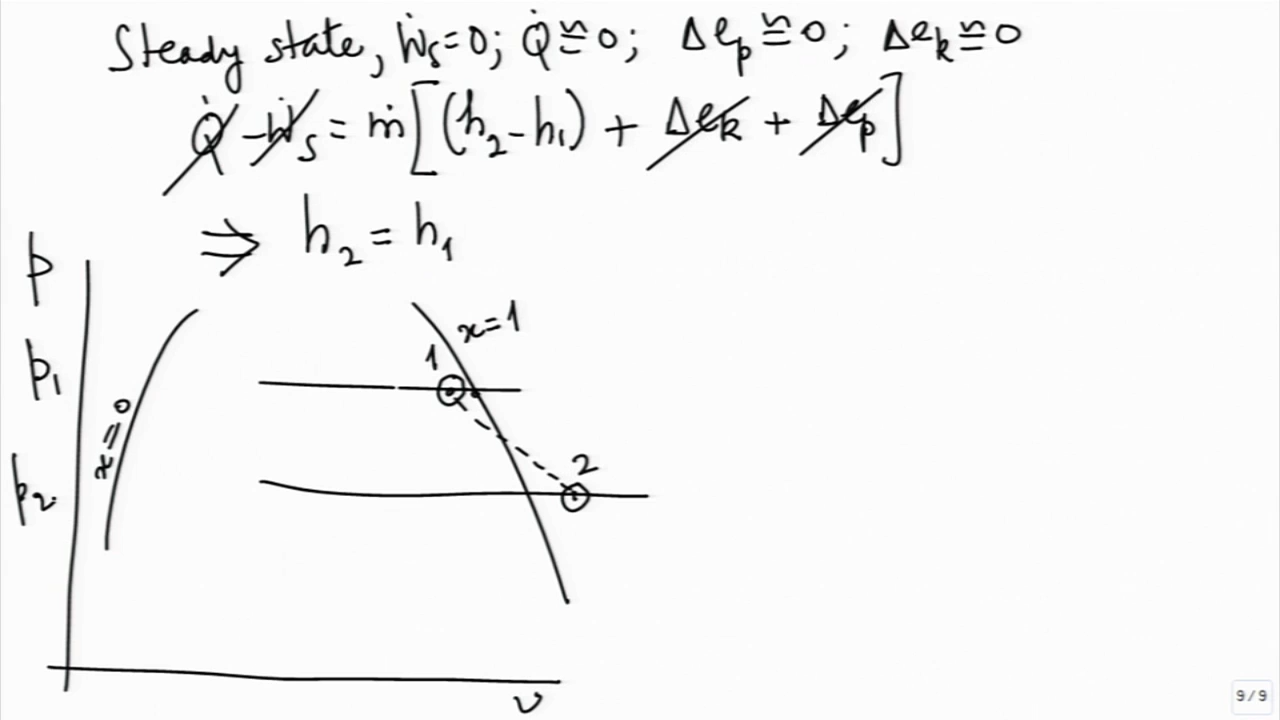 Steady state, Ẇs=0; Q̇≅0; Δeₚ≅0; Δeₖ≅0
Q̇ - Ẇs = ṁ[(h₂-h₁) + Δeₖ + Δeₚ]
⇒ h₂ = h₁
p
x=1
1
p₁
x=0
2
p₂
v
9/9